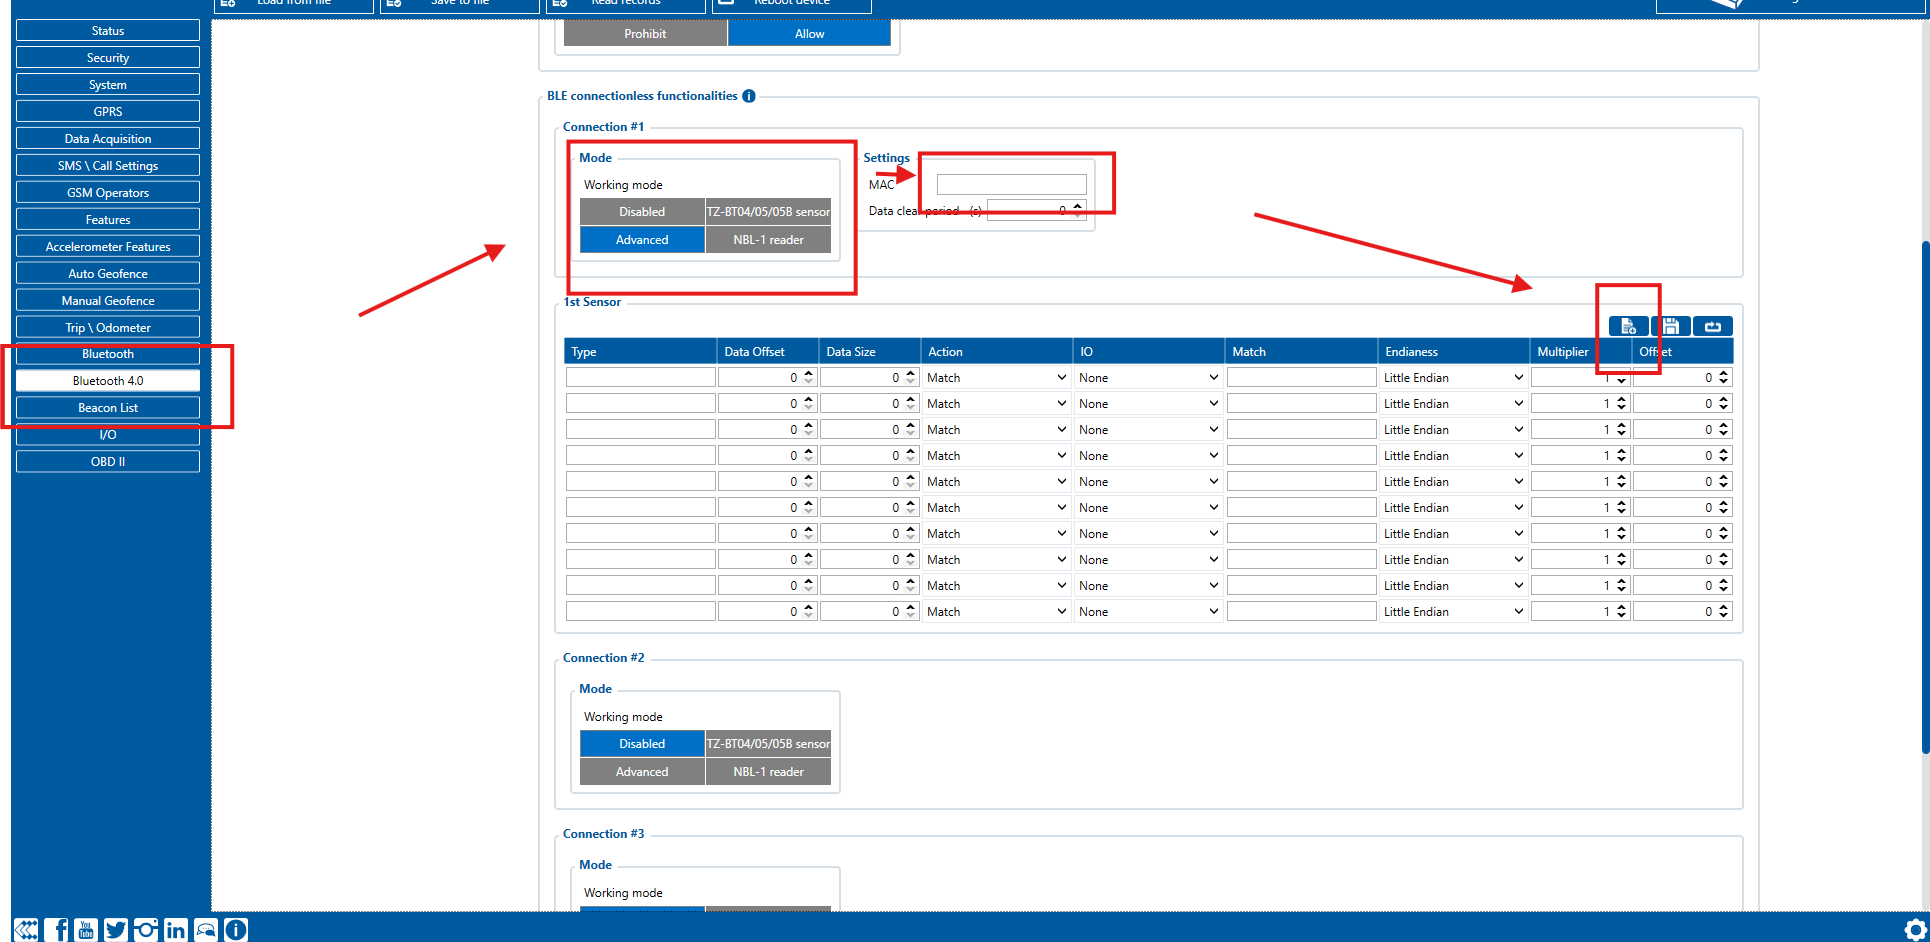 Load from file Save to file Read records Reboot device
Status
Security
System
GPRS
Data Acquisition
SMS \ Call Settings
GSM Operators
Features
Accelerometer Features
Auto Geofence
Manual Geofence
Trip \ Odometer
Bluetooth
Bluetooth 4.0
Beacon List
I/O
OBD II
Prohibit Allow
BLE connectionless functionalities
Connection #1
Mode
Working mode
Disabled TZ-BT04/05/05B sensor
Advanced NBL-1 reader
Settings
MAC
Data clear period (s) 0
1st Sensor
Type Data Offset Data Size Action IO Match Endianess Multiplier Offset
0 0 Match None Little Endian 1 0
0 0 Match None Little Endian 1 0
0 0 Match None Little Endian 1 0
0 0 Match None Little Endian 1 0
0 0 Match None Little Endian 1 0
0 0 Match None Little Endian 1 0
0 0 Match None Little Endian 1 0
0 0 Match None Little Endian 1 0
0 0 Match None Little Endian 1 0
0 0 Match None Little Endian 1 0
Connection #2
Mode
Working mode
Disabled TZ-BT04/05/05B sensor
Advanced NBL-1 reader
Connection #3
Mode
Working mode
You Tube
in